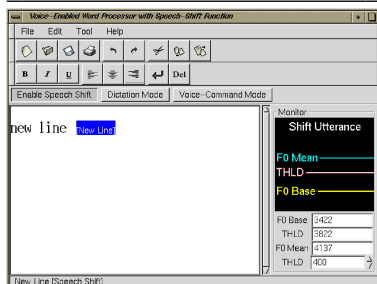 Voice-Enabled Word Processor with Speech-Shift Function
File Edit Tool Help
B I U Del
Enable Speech Shift Dictation Mode Voice-Command Mode
new line [New Line]
Monitor
Shift Utterance
F0 Mean
THLD
F0 Base
F0 Base 3422
THLD 3822
F0 Mean 4137
THLD 400
New Line [Speech Shift]